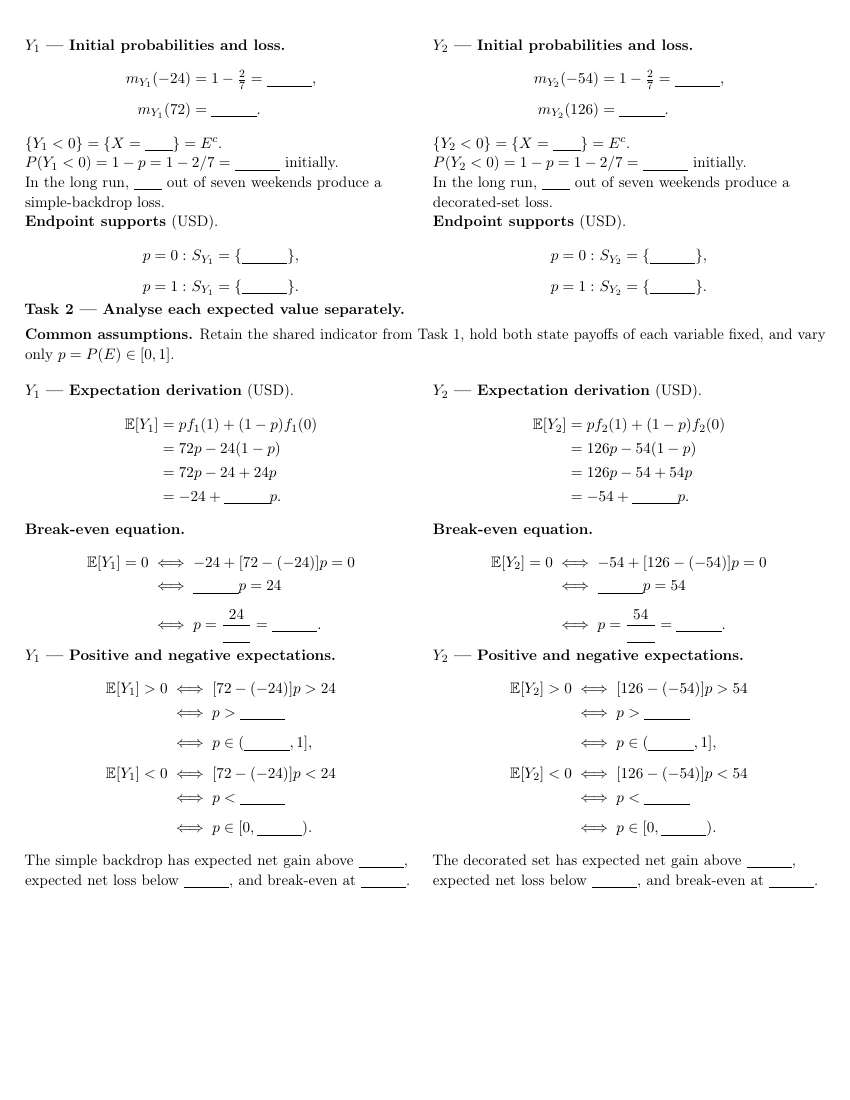 Y₁ — Initial probabilities and loss.
m_{Y₁}(−24) = 1 − 2/7 = ______,
m_{Y₁}(72) = ______.
{Y₁ < 0} = {X = ____} = Eᶜ.
P(Y₁ < 0) = 1 − p = 1 − 2/7 = ______ initially.
In the long run, ____ out of seven weekends produce a
simple-backdrop loss.
Endpoint supports (USD).
p = 0 : S_{Y₁} = {______},
p = 1 : S_{Y₁} = {______}.
Y₂ — Initial probabilities and loss.
m_{Y₂}(−54) = 1 − 2/7 = ______,
m_{Y₂}(126) = ______.
{Y₂ < 0} = {X = ____} = Eᶜ.
P(Y₂ < 0) = 1 − p = 1 − 2/7 = ______ initially.
In the long run, ____ out of seven weekends produce a
decorated-set loss.
Endpoint supports (USD).
p = 0 : S_{Y₂} = {______},
p = 1 : S_{Y₂} = {______}.
Task 2 — Analyse each expected value separately.
Common assumptions. Retain the shared indicator from Task 1, hold both state payoffs of each variable fixed, and vary
only p = P(E) ∈ [0, 1].
Y₁ — Expectation derivation (USD).
𝔼[Y₁] = pf₁(1) + (1 − p)f₁(0)
= 72p − 24(1 − p)
= 72p − 24 + 24p
= −24 + ______p.
Break-even equation.
𝔼[Y₁] = 0 ⟺ −24 + [72 − (−24)]p = 0
⟺ ______p = 24
⟺ p = 24/____ = ______.
Y₁ — Positive and negative expectations.
𝔼[Y₁] > 0 ⟺ [72 − (−24)]p > 24
⟺ p > ______
⟺ p ∈ (______, 1],
𝔼[Y₁] < 0 ⟺ [72 − (−24)]p < 24
⟺ p < ______
⟺ p ∈ [0, ______).
The simple backdrop has expected net gain above ______,
expected net loss below ______, and break-even at ______.
Y₂ — Expectation derivation (USD).
𝔼[Y₂] = pf₂(1) + (1 − p)f₂(0)
= 126p − 54(1 − p)
= 126p − 54 + 54p
= −54 + ______p.
Break-even equation.
𝔼[Y₂] = 0 ⟺ −54 + [126 − (−54)]p = 0
⟺ ______p = 54
⟺ p = 54/____ = ______.
Y₂ — Positive and negative expectations.
𝔼[Y₂] > 0 ⟺ [126 − (−54)]p > 54
⟺ p > ______
⟺ p ∈ (______, 1],
𝔼[Y₂] < 0 ⟺ [126 − (−54)]p < 54
⟺ p < ______
⟺ p ∈ [0, ______).
The decorated set has expected net gain above ______,
expected net loss below ______, and break-even at ______.